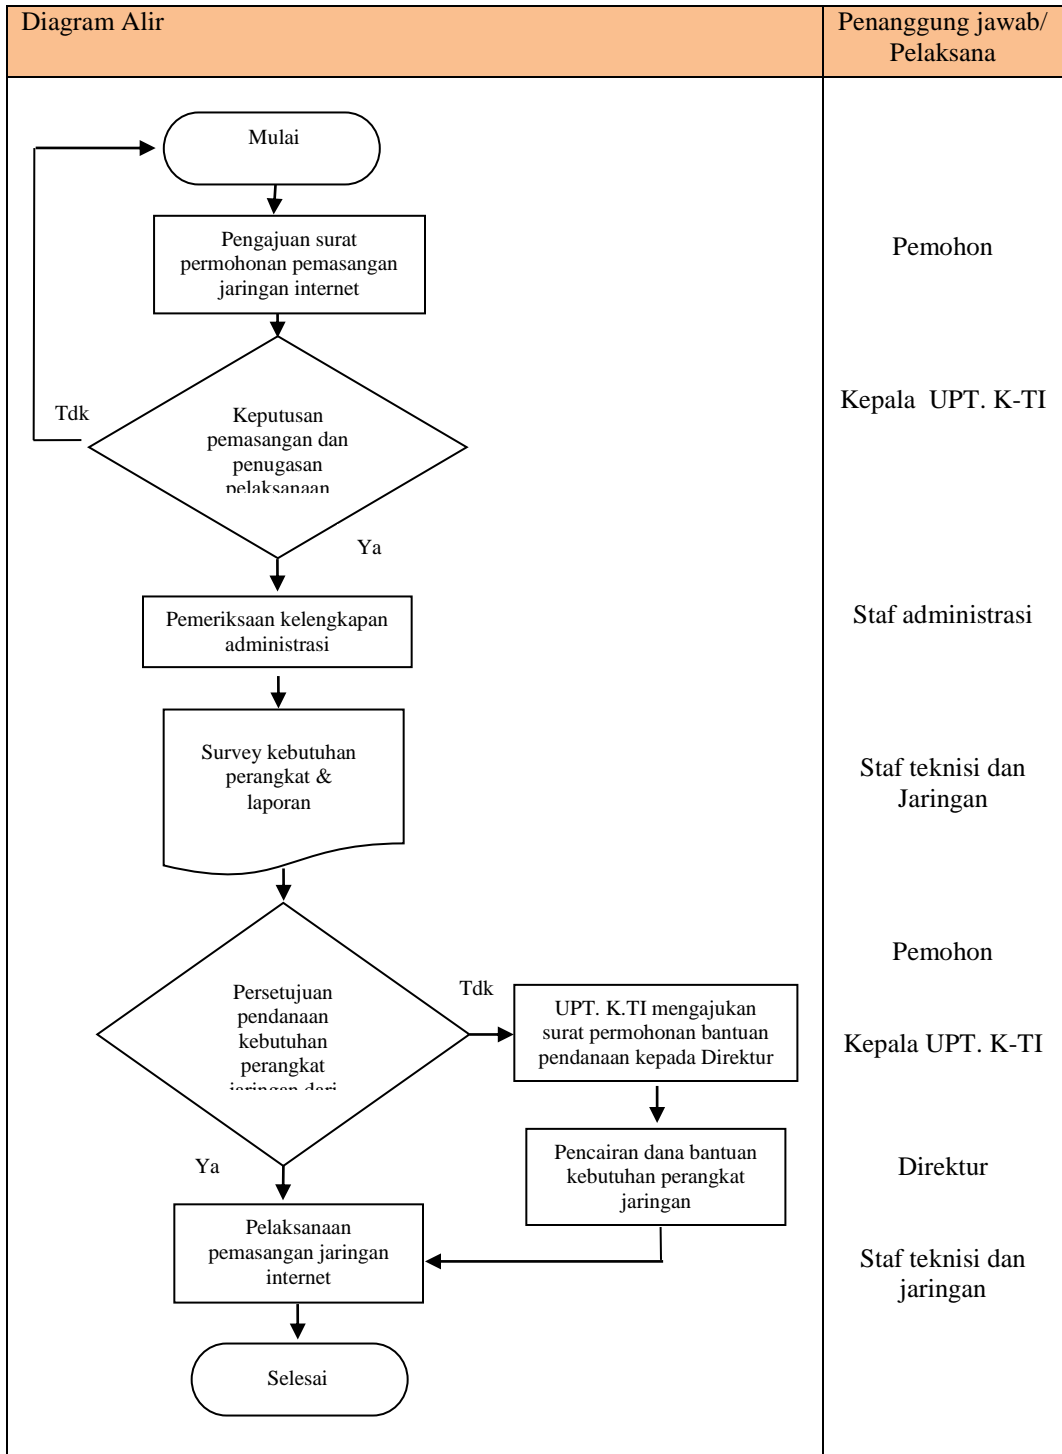 Diagram Alir
Penanggung jawab/
Pelaksana
Mulai
Pengajuan surat
permohonan pemasangan
jaringan internet
Pemohon
Tdk
Keputusan
pemasangan dan
penugasan
pelaksanaan
Kepala UPT. K-TI
Ya
Pemeriksaan kelengkapan
administrasi
Staf administrasi
Survey kebutuhan
perangkat &
laporan
Staf teknisi dan
Jaringan
Persetujuan
pendanaan
kebutuhan
perangkat
jaringan dari
Pemohon
Tdk
UPT. K.TI mengajukan
surat permohonan bantuan
pendanaan kepada Direktur
Kepala UPT. K-TI
Ya
Pencairan dana bantuan
kebutuhan perangkat
jaringan
Direktur
Pelaksanaan
pemasangan jaringan
internet
Staf teknisi dan
jaringan
Selesai